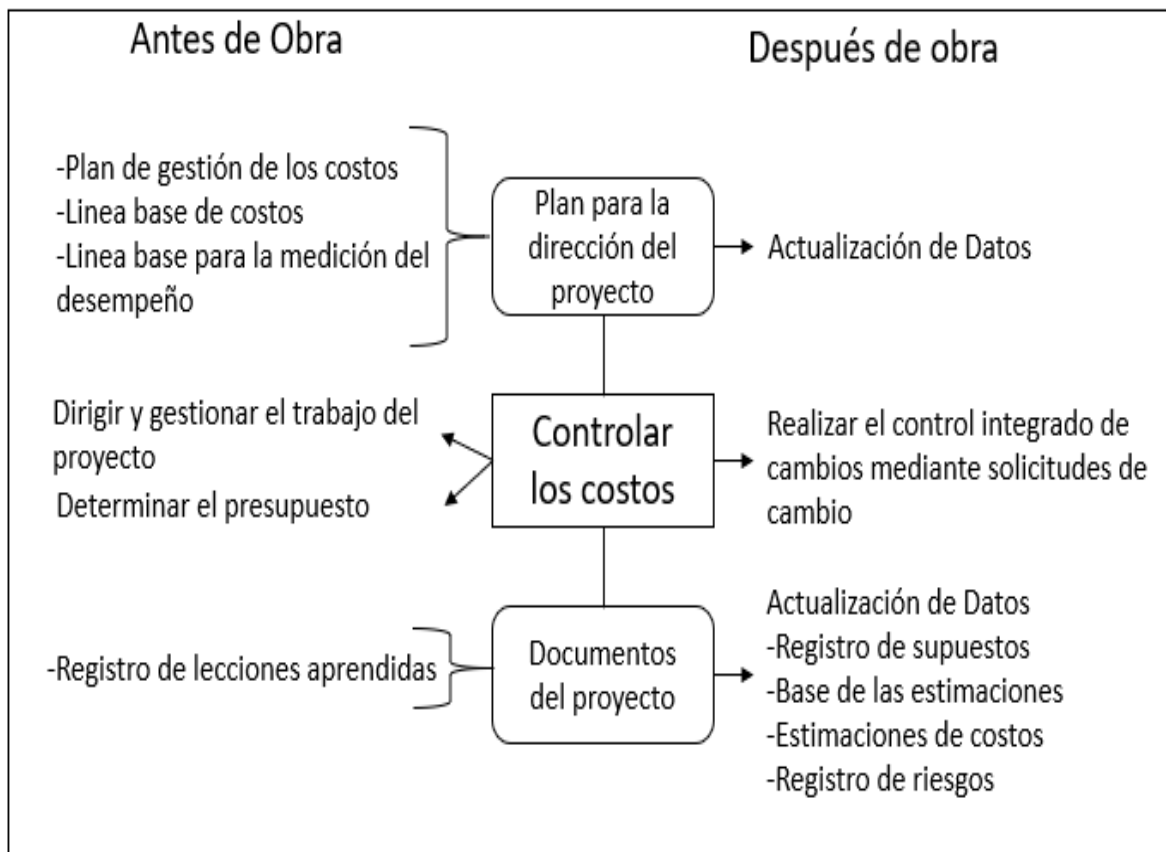 Antes de Obra
Después de obra
-Plan de gestión de los costos
-Linea base de costos
-Linea base para la medición del
desempeño
Plan para la
dirección del
proyecto
Actualización de Datos
Dirigir y gestionar el trabajo del
proyecto
Determinar el presupuesto
Controlar
los costos
Realizar el control integrado de
cambios mediante solicitudes de
cambio
-Registro de lecciones aprendidas
Documentos
del proyecto
Actualización de Datos
-Registro de supuestos
-Base de las estimaciones
-Estimaciones de costos
-Registro de riesgos